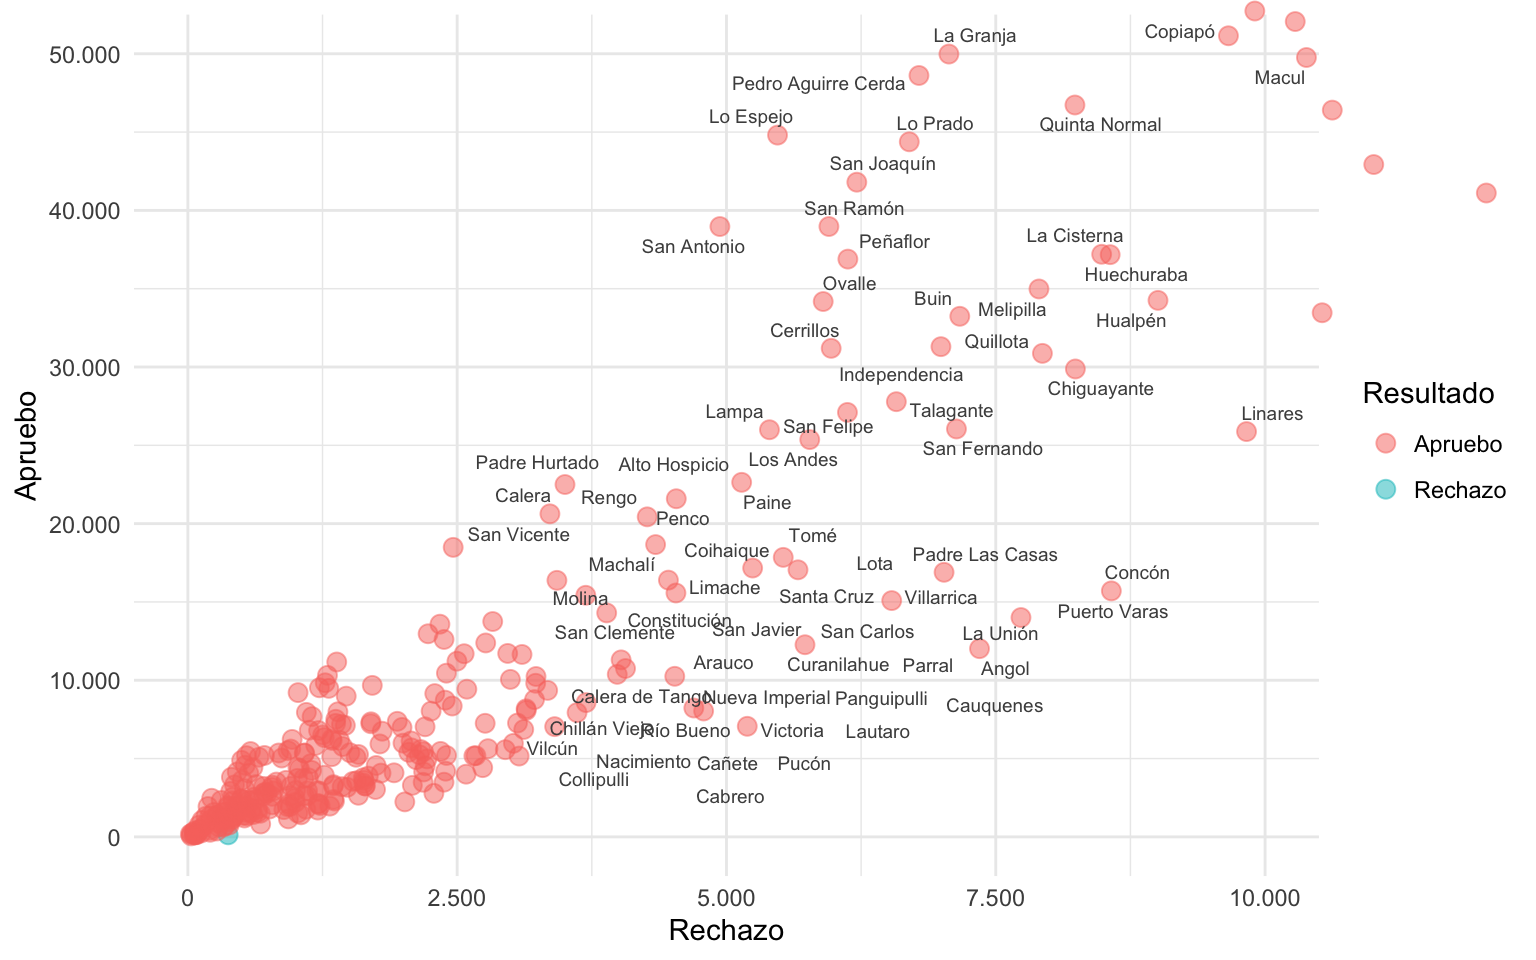 50.000
40.000
30.000
20.000
10.000
0
Apruebo
La Granja
Copiapó
Pedro Aguirre Cerda
Macul
Lo Espejo
Lo Prado
Quinta Normal
San Joaquín
San Ramón
San Antonio
Peñaflor
La Cisterna
Huechuraba
Ovalle
Buin
Melipilla
Hualpén
Cerrillos
Quillota
Independencia
Chiguayante
Lampa
San Felipe
Talagante
Linares
San Fernando
Padre Hurtado
Alto Hospicio
Los Andes
Calera
Rengo
Paine
Penco
San Vicente
Tomé
Coihaique
Machalí
Lota
Padre Las Casas
Concón
Limache
Molina
Santa Cruz
Villarrica
Puerto Varas
Constitución
San Clemente
San Javier
San Carlos
La Unión
Arauco
Curanilahue
Parral
Angol
Calera de Tango
Nueva Imperial
Panguipulli
Cauquenes
Chillán Viejo
Río Bueno
Victoria
Lautaro
Vilcún
Nacimiento
Cañete
Pucón
Collipulli
Cabrero
0
2.500
5.000
7.500
10.000
Rechazo
Resultado
Apruebo
Rechazo